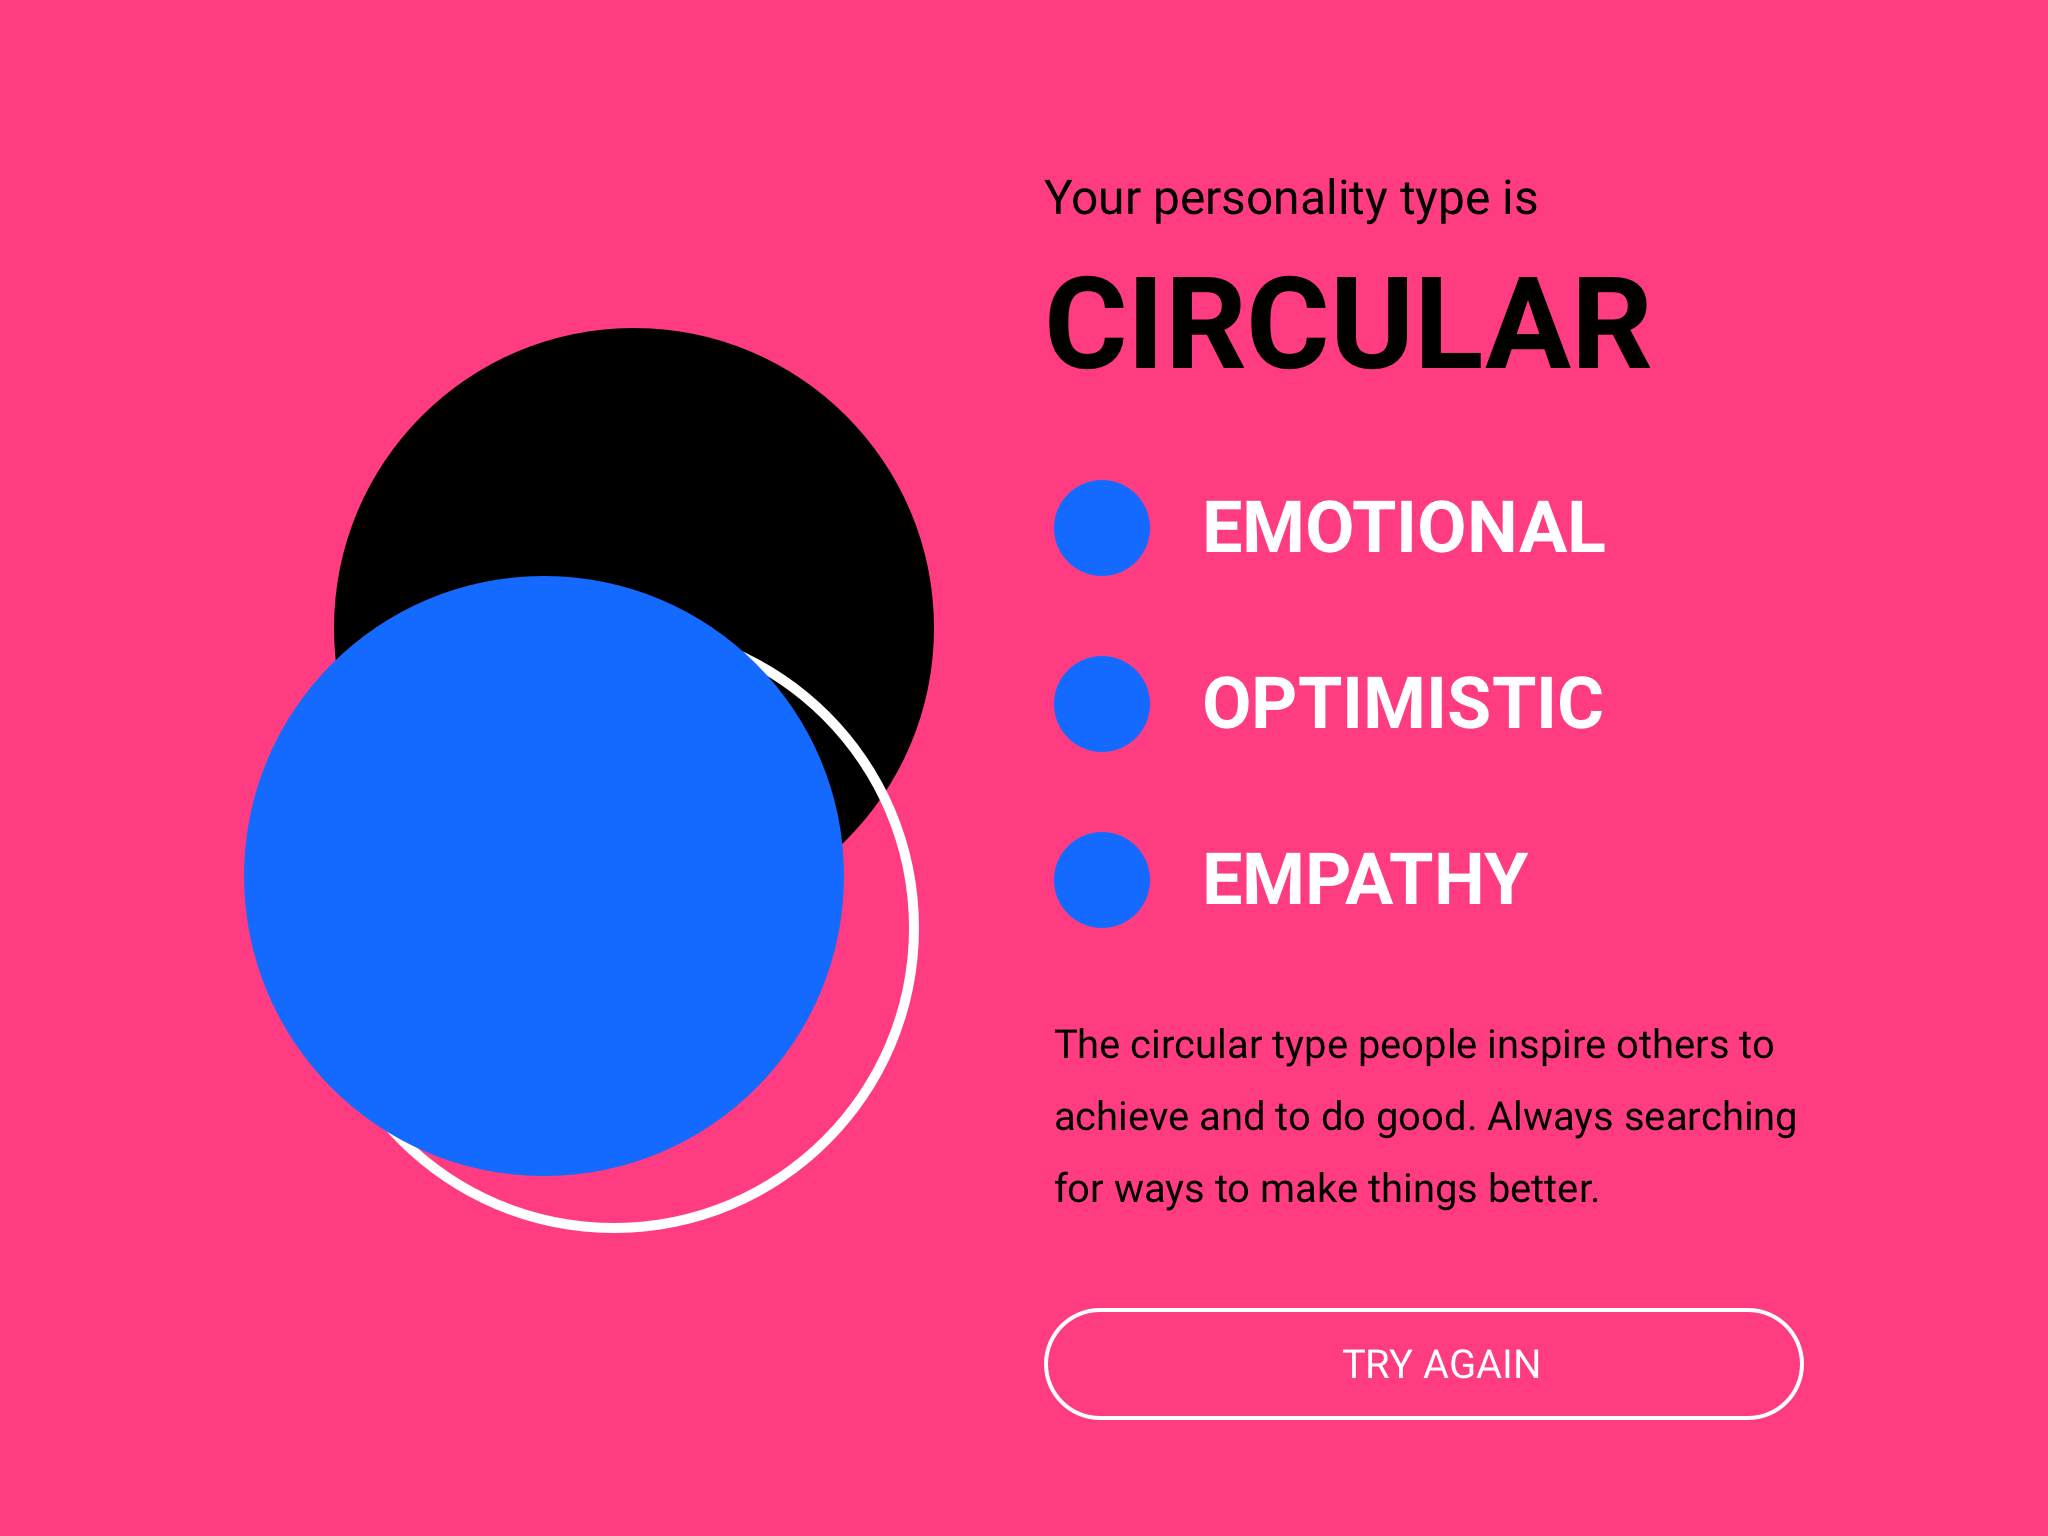 Your personality type is
CIRCULAR
EMOTIONAL
OPTIMISTIC
EMPATHY
The circular type people inspire others to
achieve and to do good. Always searching
for ways to make things better.
TRY AGAIN